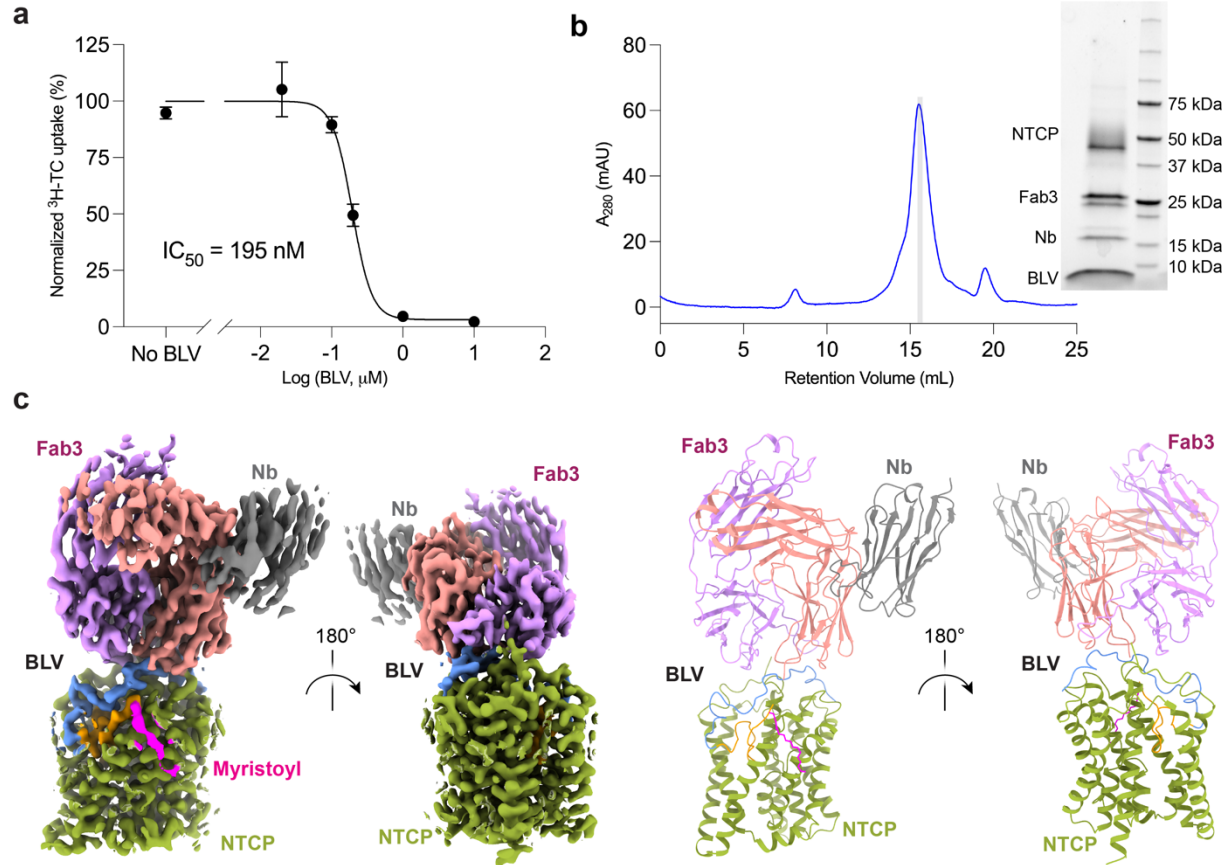 a
Normalized ³H-TC uptake (%)
125
100
75
50
25
0
IC₅₀ = 195 nM
No BLV
-2
-1
0
1
2
Log (BLV, μM)
b
A₂₈₀ (mAU)
80
60
40
20
0
0
5
10
15
20
25
Retention Volume (mL)
NTCP
Fab3
Nb
BLV
75 kDa
50 kDa
37 kDa
25 kDa
15 kDa
10 kDa
c
Fab3
Nb
BLV
Myristoyl
NTCP
180°
Fab3
Nb
BLV
Fab3
Nb
BLV
NTCP
180°
Fab3
Nb
BLV
NTCP